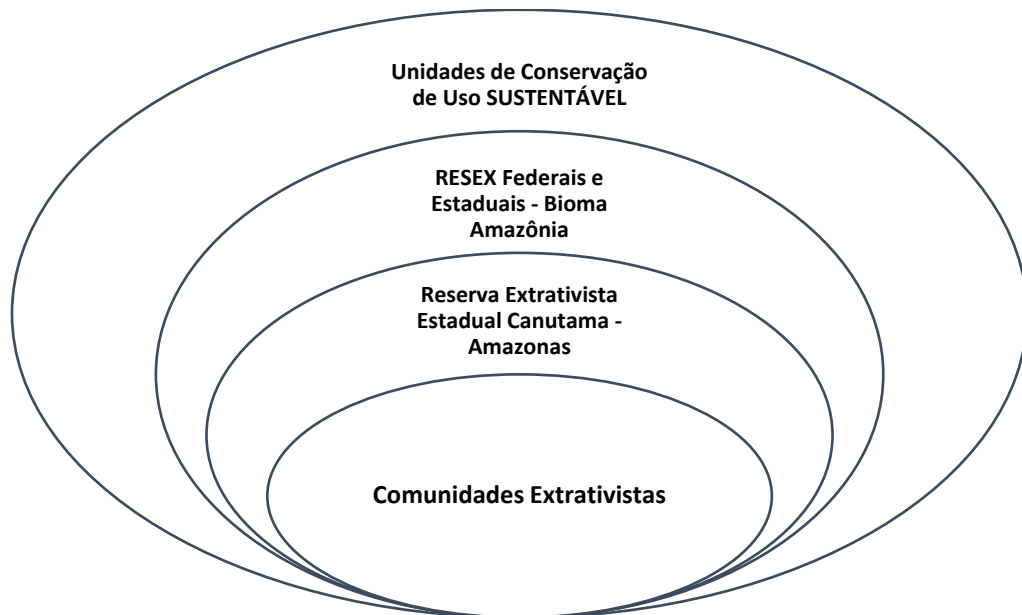 Unidades de Conservação
de Uso SUSTENTÁVEL
RESEX Federais e
Estaduais - Bioma
Amazônia
Reserva Extrativista
Estadual Canutama -
Amazonas
Comunidades Extrativistas